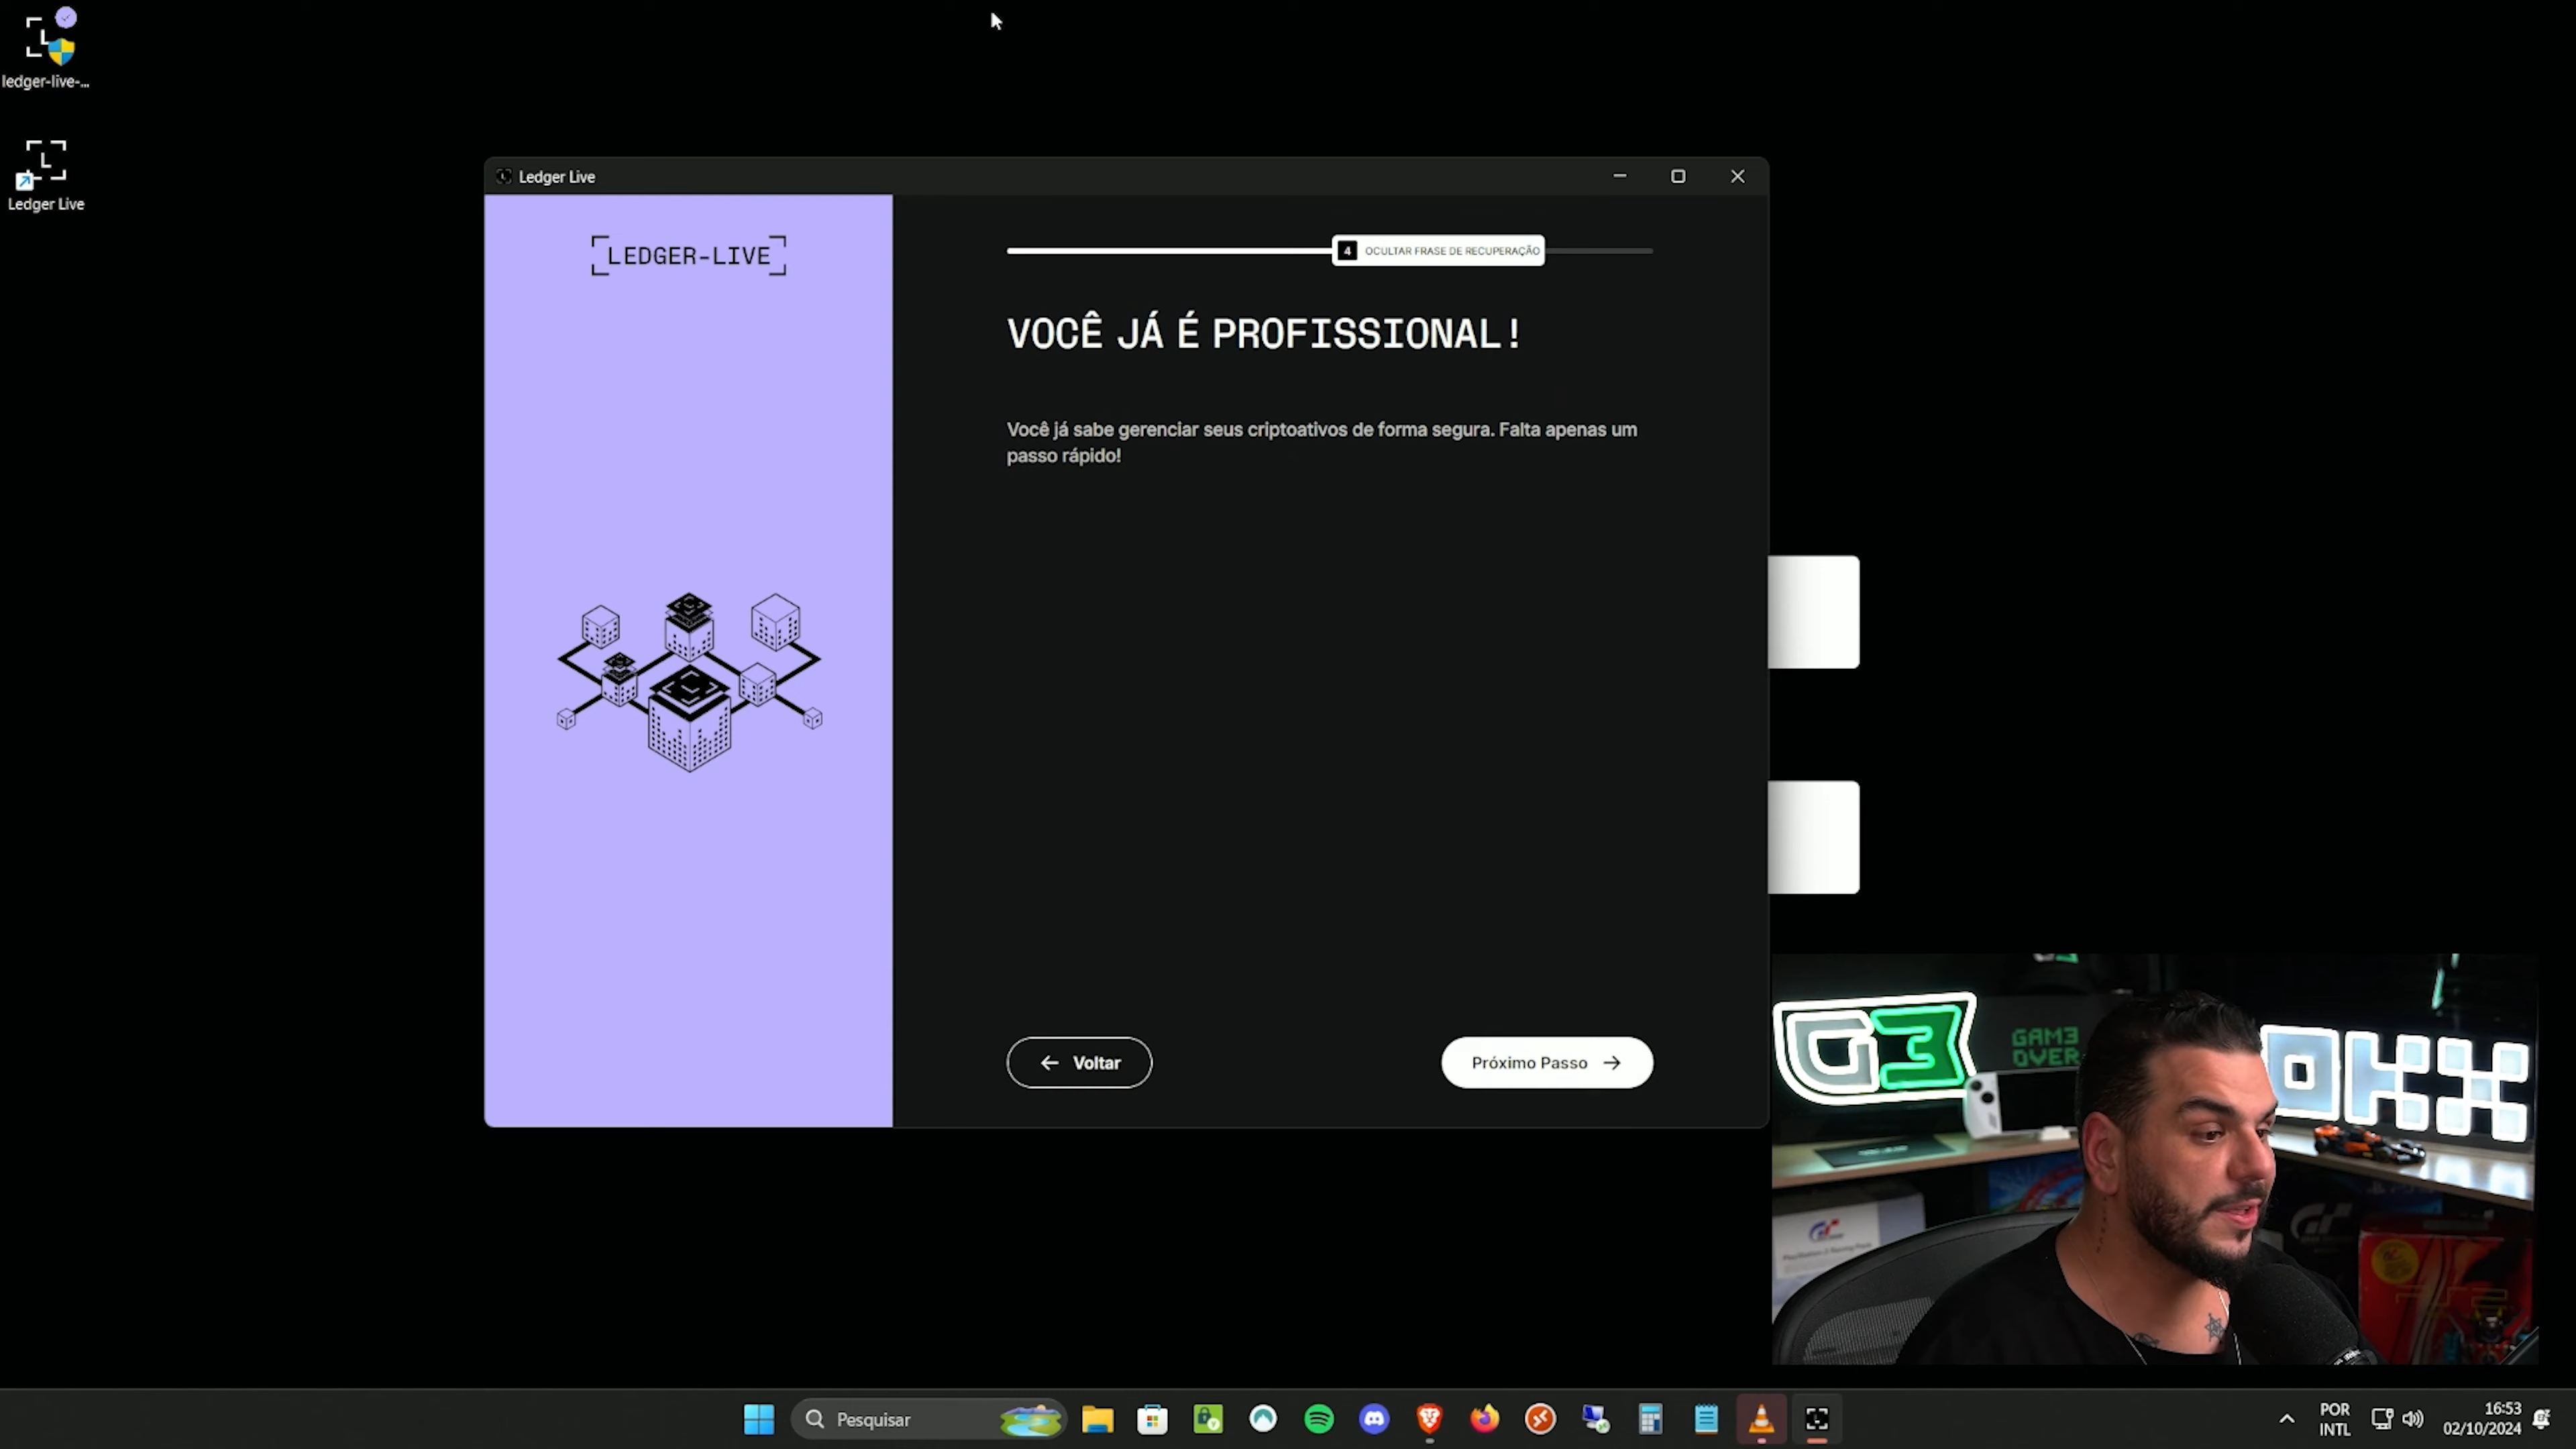 ledger-live-...
Ledger Live
Ledger Live
LEDGER-LIVE
4 OCULTAR FRASE DE RECUPERAÇÃO
VOCÊ JÁ É PROFISSIONAL!
Você já sabe gerenciar seus criptoativos de forma segura. Falta apenas um
passo rápido!
Voltar
Próximo Passo
G3
GAM3
OVER
OKX
Pesquisar
POR
INTL
16:53
02/10/2024